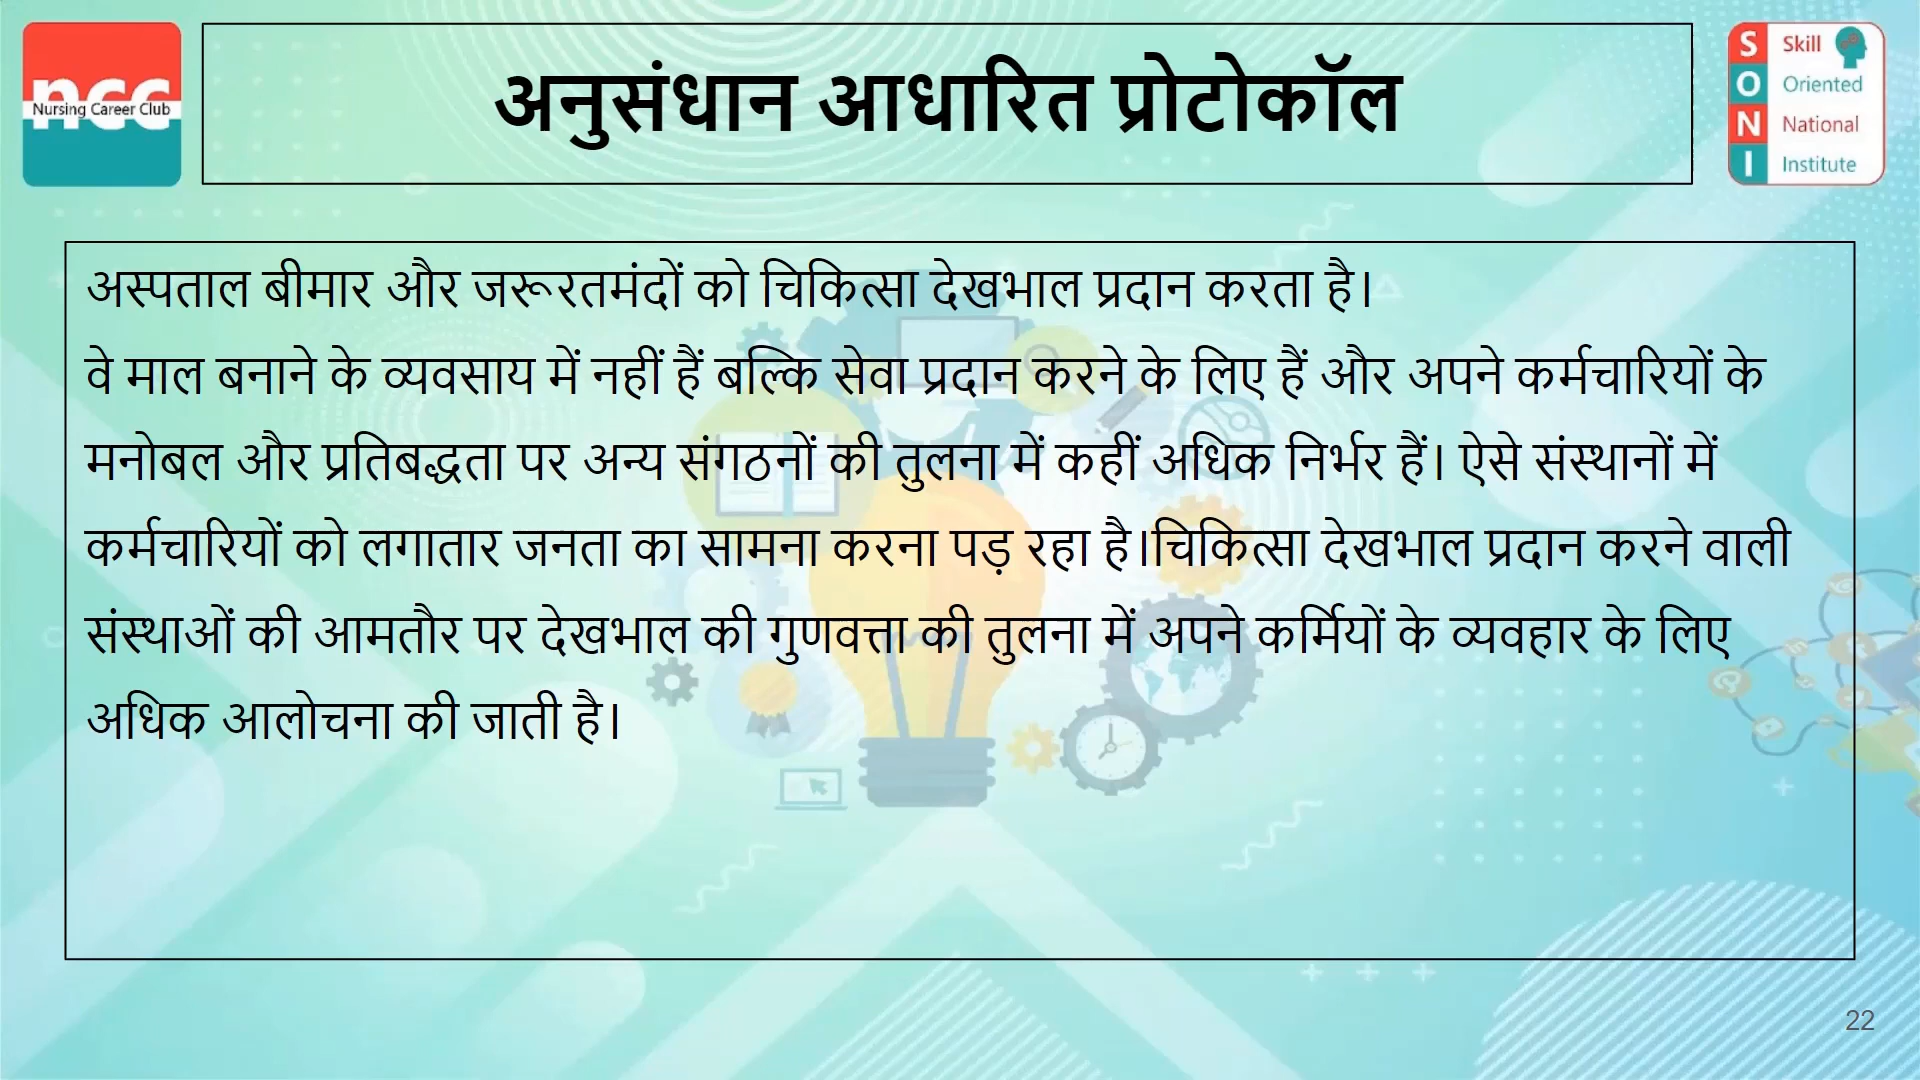 ncc
Nursing Career Club
अनुसंधान आधारित प्रोटोकॉल
S Skill
O Oriented
N National
I Institute
अस्पताल बीमार और जरूरतमंदों को चिकित्सा देखभाल प्रदान करता है।
वे माल बनाने के व्यवसाय में नहीं हैं बल्कि सेवा प्रदान करने के लिए हैं और अपने कर्मचारियों के
मनोबल और प्रतिबद्धता पर अन्य संगठनों की तुलना में कहीं अधिक निर्भर हैं। ऐसे संस्थानों में
कर्मचारियों को लगातार जनता का सामना करना पड़ रहा है।चिकित्सा देखभाल प्रदान करने वाली
संस्थाओं की आमतौर पर देखभाल की गुणवत्ता की तुलना में अपने कर्मियों के व्यवहार के लिए
अधिक आलोचना की जाती है।
22